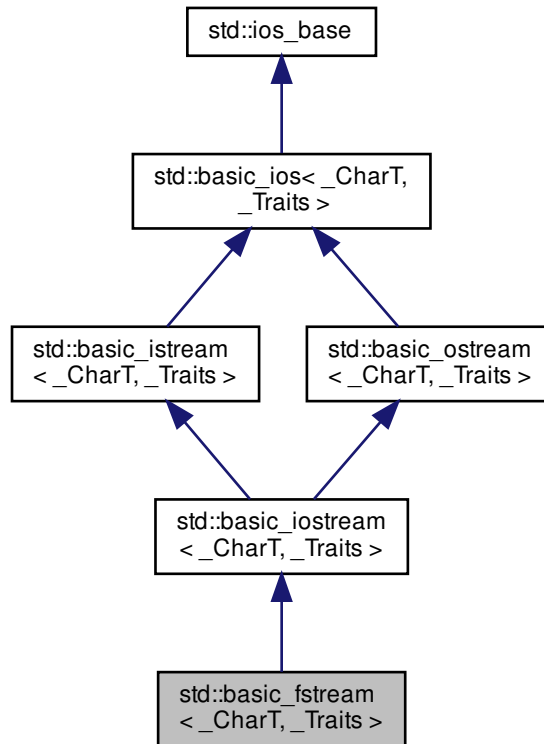 std::ios_base
std::basic_ios< _CharT,
_Traits >
std::basic_istream
< _CharT, _Traits >
std::basic_ostream
< _CharT, _Traits >
std::basic_iostream
< _CharT, _Traits >
std::basic_fstream
< _CharT, _Traits >